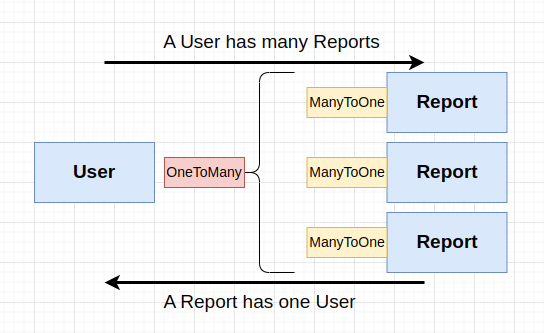 A User has many Reports
ManyToOne Report
User OneToMany ManyToOne Report
ManyToOne Report
A Report has one User